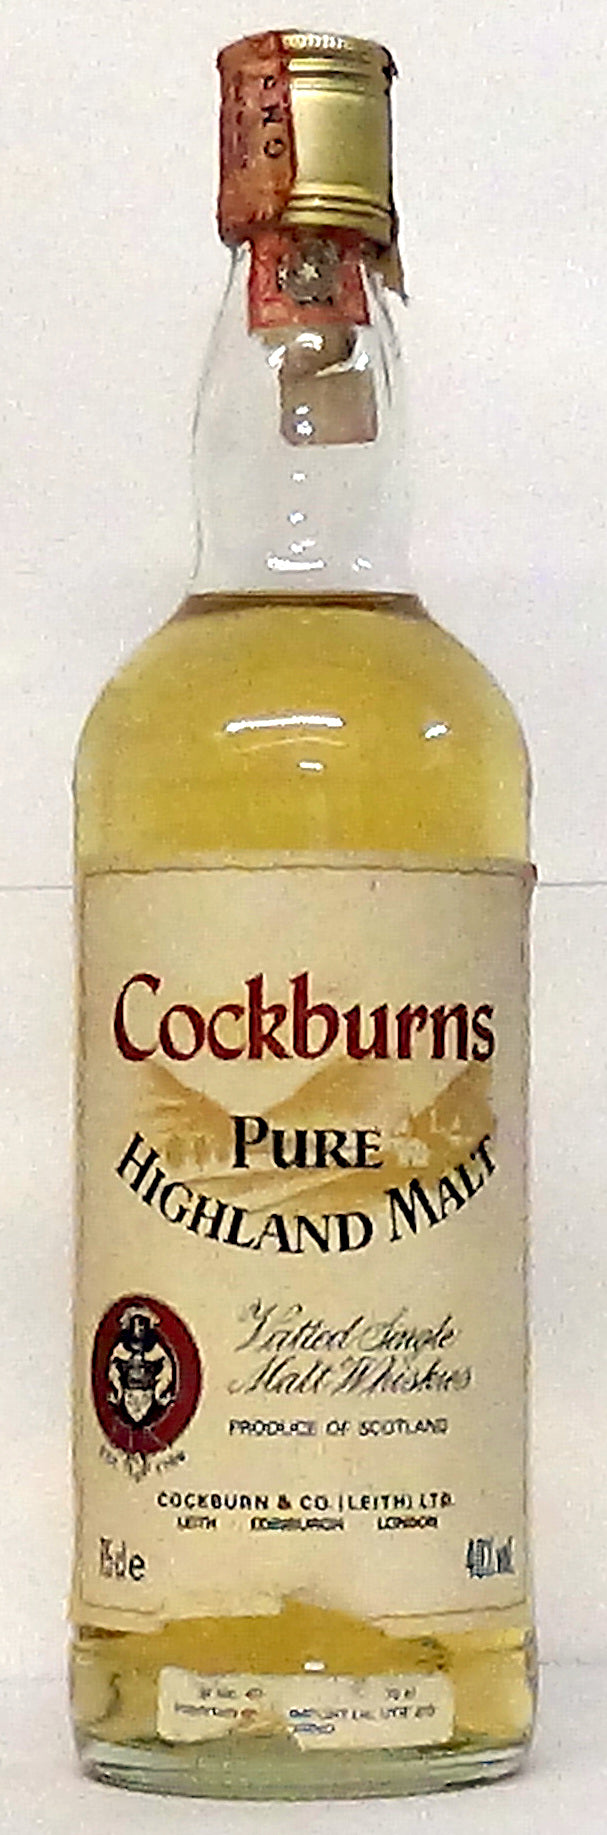 Cockburns
PURE
HIGHLAND MALT
Vatted Single
Malt Whiskies
PRODUCE OF SCOTLAND
COCKBURN & CO. (LEITH) LTD.
LEITH EDINBURGH LONDON
75cl e
40% vol